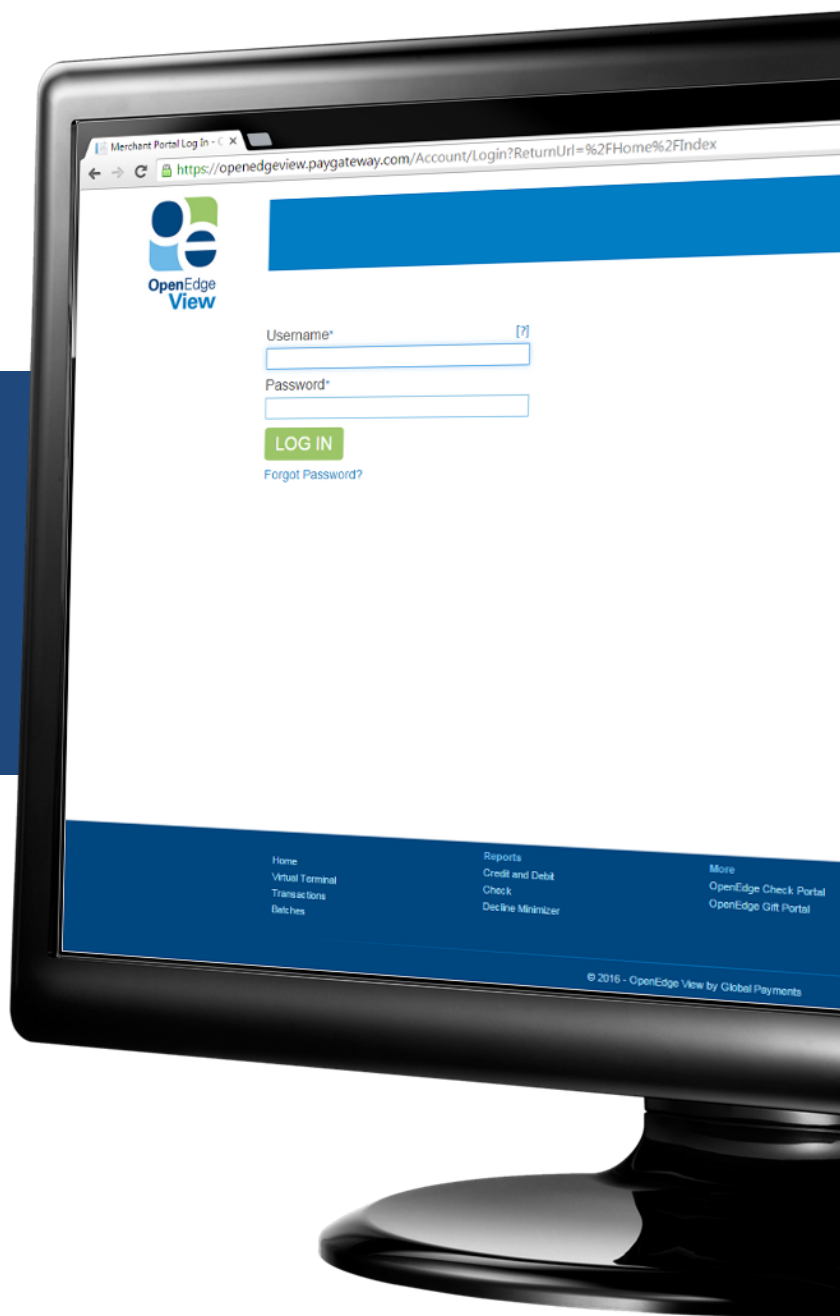 Merchant Portal Log In - C
https://openedgeview.paygateway.com/Account/Login?ReturnUrl=%2FHome%2FIndex
OpenEdge
View
Username* [?]
Password*
LOG IN
Forgot Password?
Home
Virtual Terminal
Transactions
Batches
Reports
Credit and Debit
Check
Decline Minimizer
More
OpenEdge Check Portal
OpenEdge Gift Portal
© 2016 - OpenEdge View by Global Payments